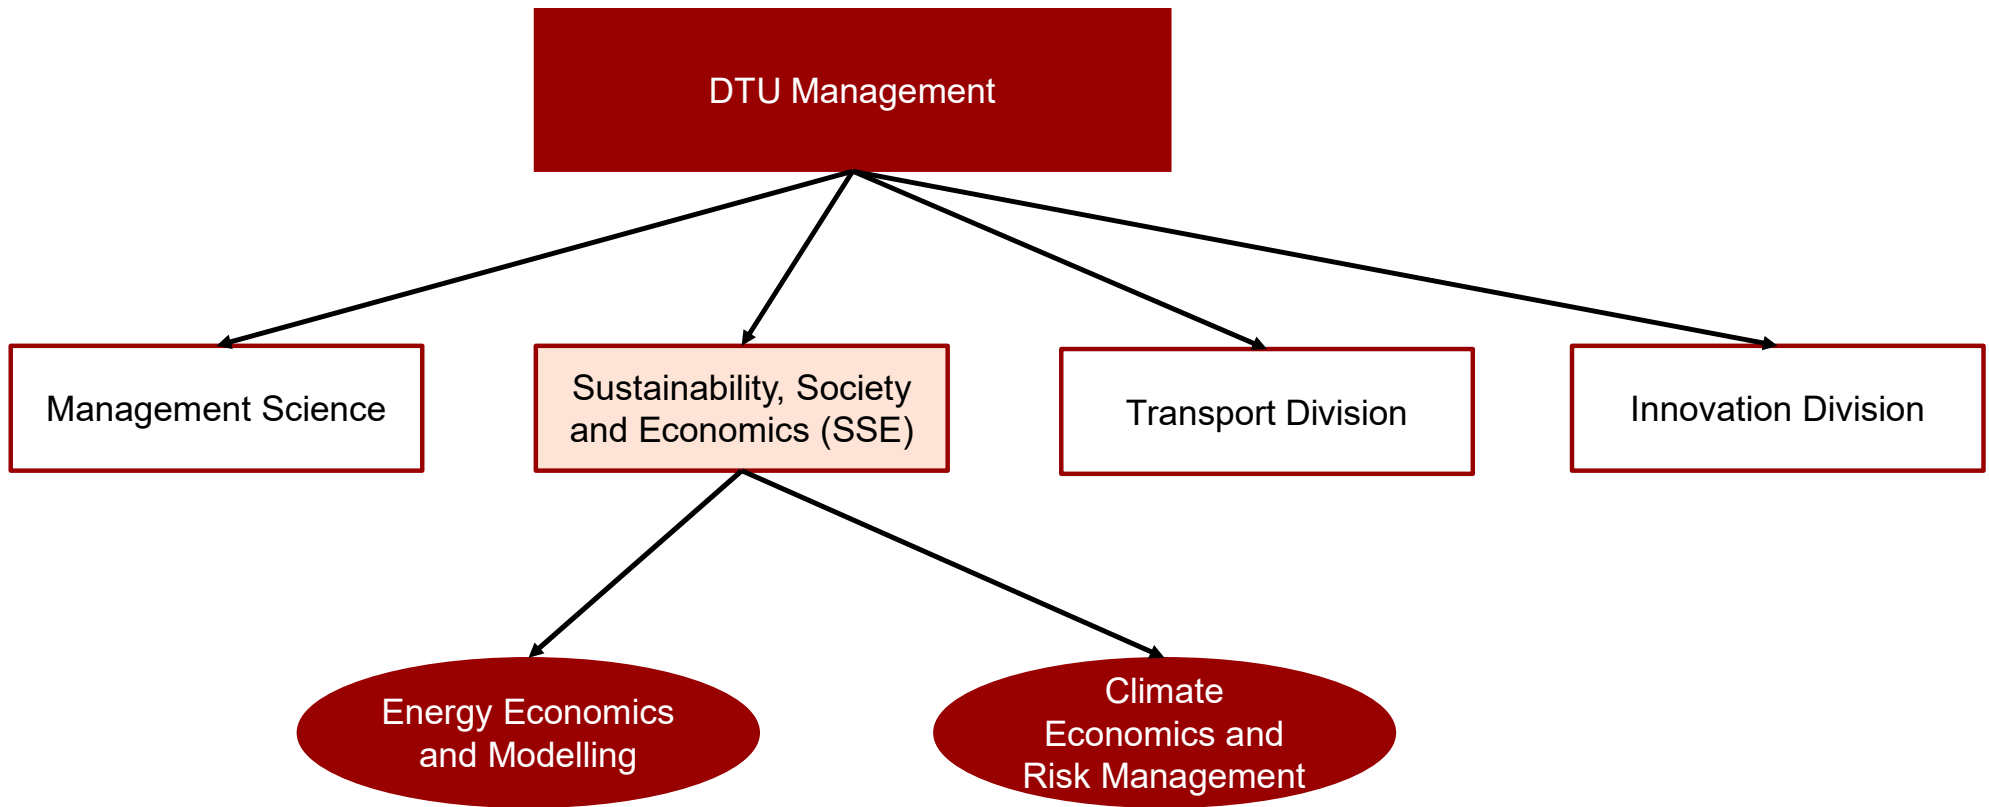 DTU Management
Management Science
Sustainability, Society
and Economics (SSE)
Transport Division
Innovation Division
Energy Economics
and Modelling
Climate
Economics and
Risk Management